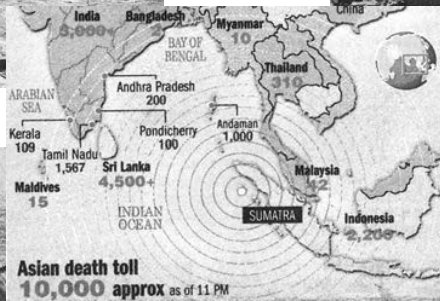 India
3,000+
Bangladesh
2
Myanmar
10
China
BAY OF
BENGAL
Thailand
310
ARABIAN
SEA
Andhra Pradesh
200
Kerala
109
Pondicherry
100
Andaman
1,000
Tamil Nadu
1,567
Sri Lanka
4,500+
Maldives
15
Malaysia
42
INDIAN
OCEAN
SUMATRA
Indonesia
Asian death toll
10,000 approx as of 11 PM